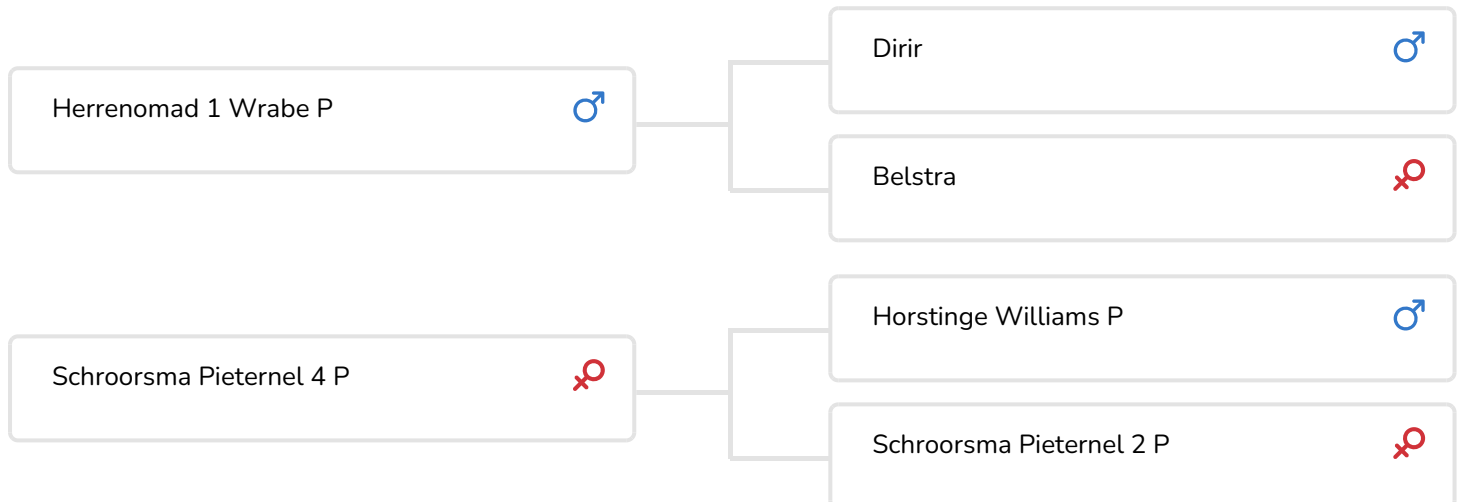 Dirir
Herrenomad 1 Wrabe P
Belstra
Horstinge Williams P
Schroorsma Pieternel 4 P
Schroorsma Pieternel 2 P